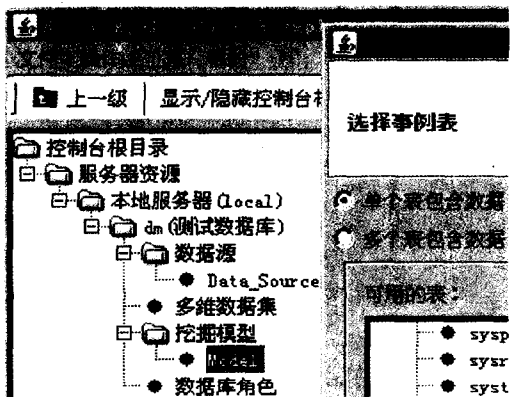 上一级 显示/隐藏控制台根
控制台根目录
服务器资源
本地服务器(local)
dm(测试数据库)
数据源
Data_Source
多维数据集
挖掘模型
Model
数据库角色
选择事例表
单个表包含数据
多个表包含数据
可用的表：
sysp
sysr
syst